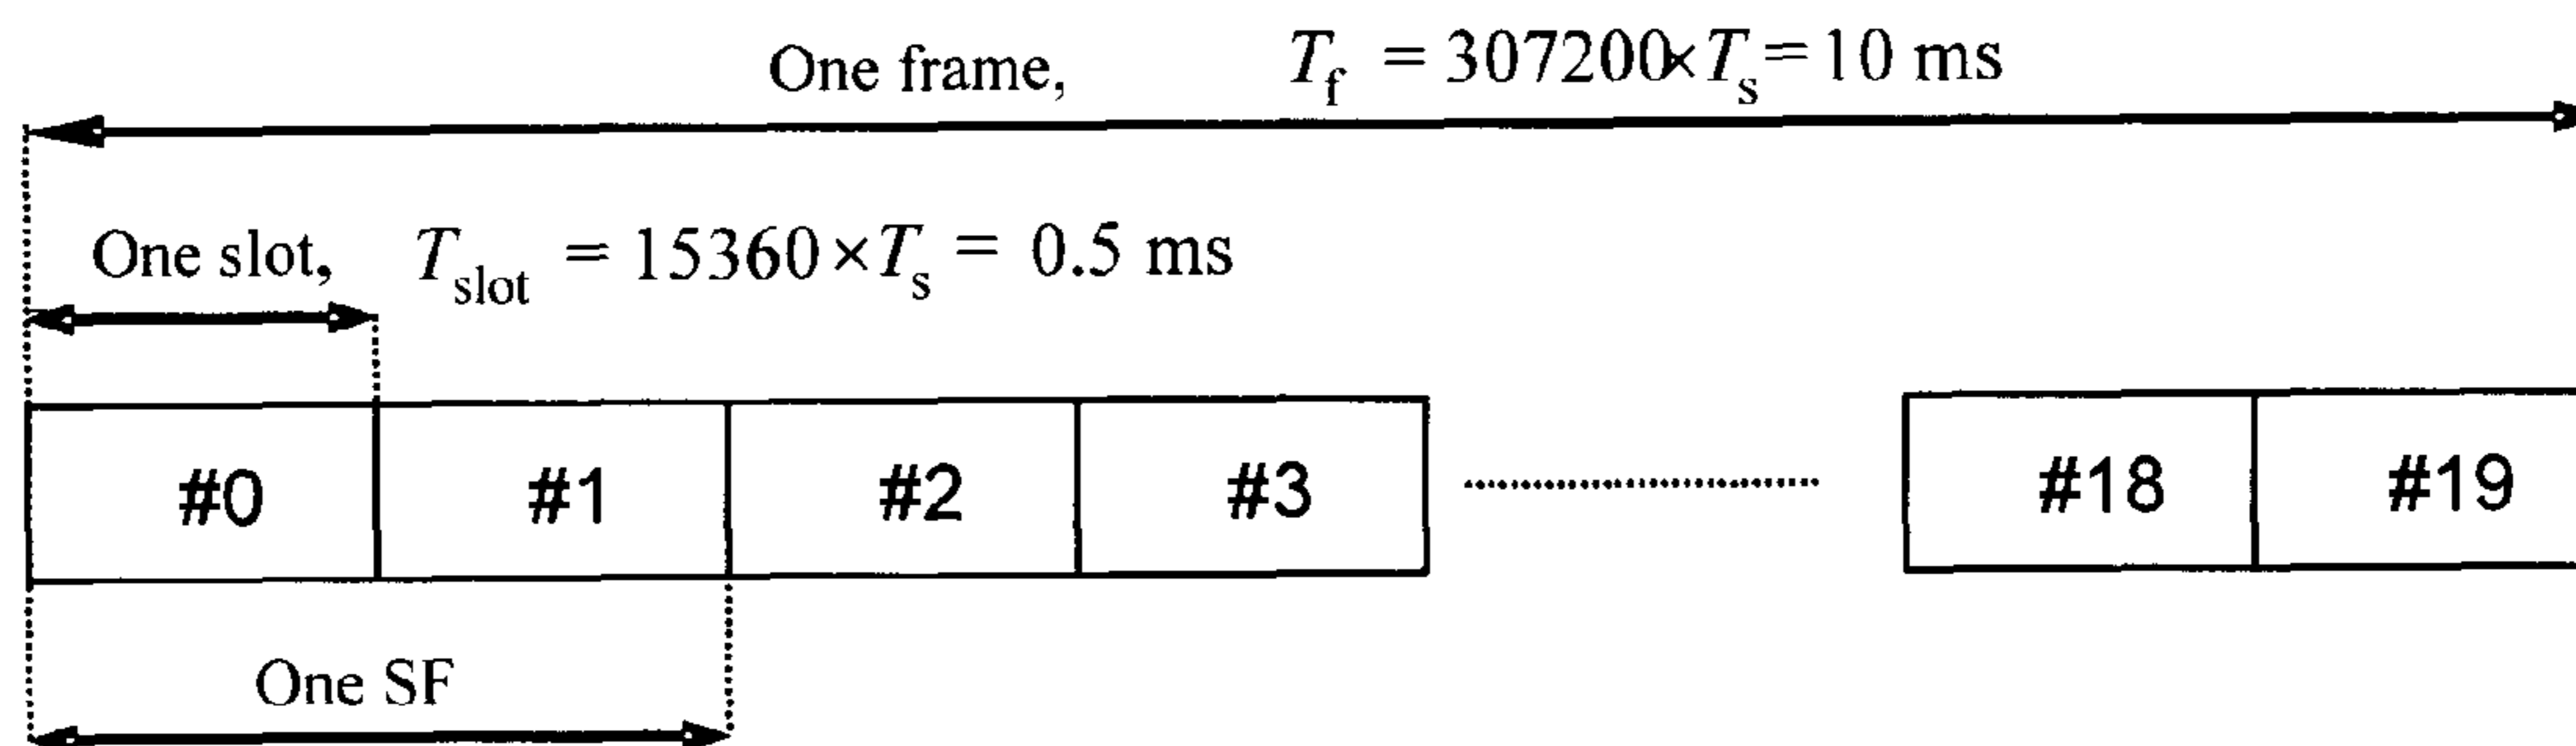 One frame, T_f = 307200×T_s = 10 ms
One slot, T_slot = 15360×T_s = 0.5 ms
#0 #1 #2 #3 #18 #19
One SF